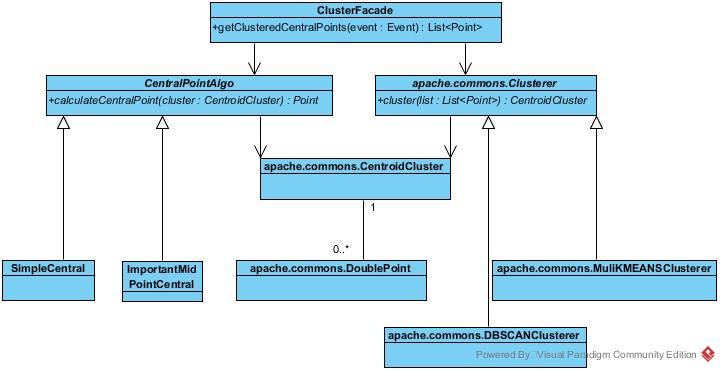 ClusterFacade
+getClusteredCentralPoints(event : Event) : List<Point>
CentralPointAlgo
+calculateCentralPoint(cluster : CentroidCluster) : Point
apache.commons.Clusterer
+cluster(list : List<Point>) : CentroidCluster
apache.commons.CentroidCluster
1
0..*
SimpleCentral
ImportantMid
PointCentral
apache.commons.DoublePoint
apache.commons.MuliKMEANSClusterer
apache.commons.DBSCANClusterer
Powered By Visual Paradigm Community Edition